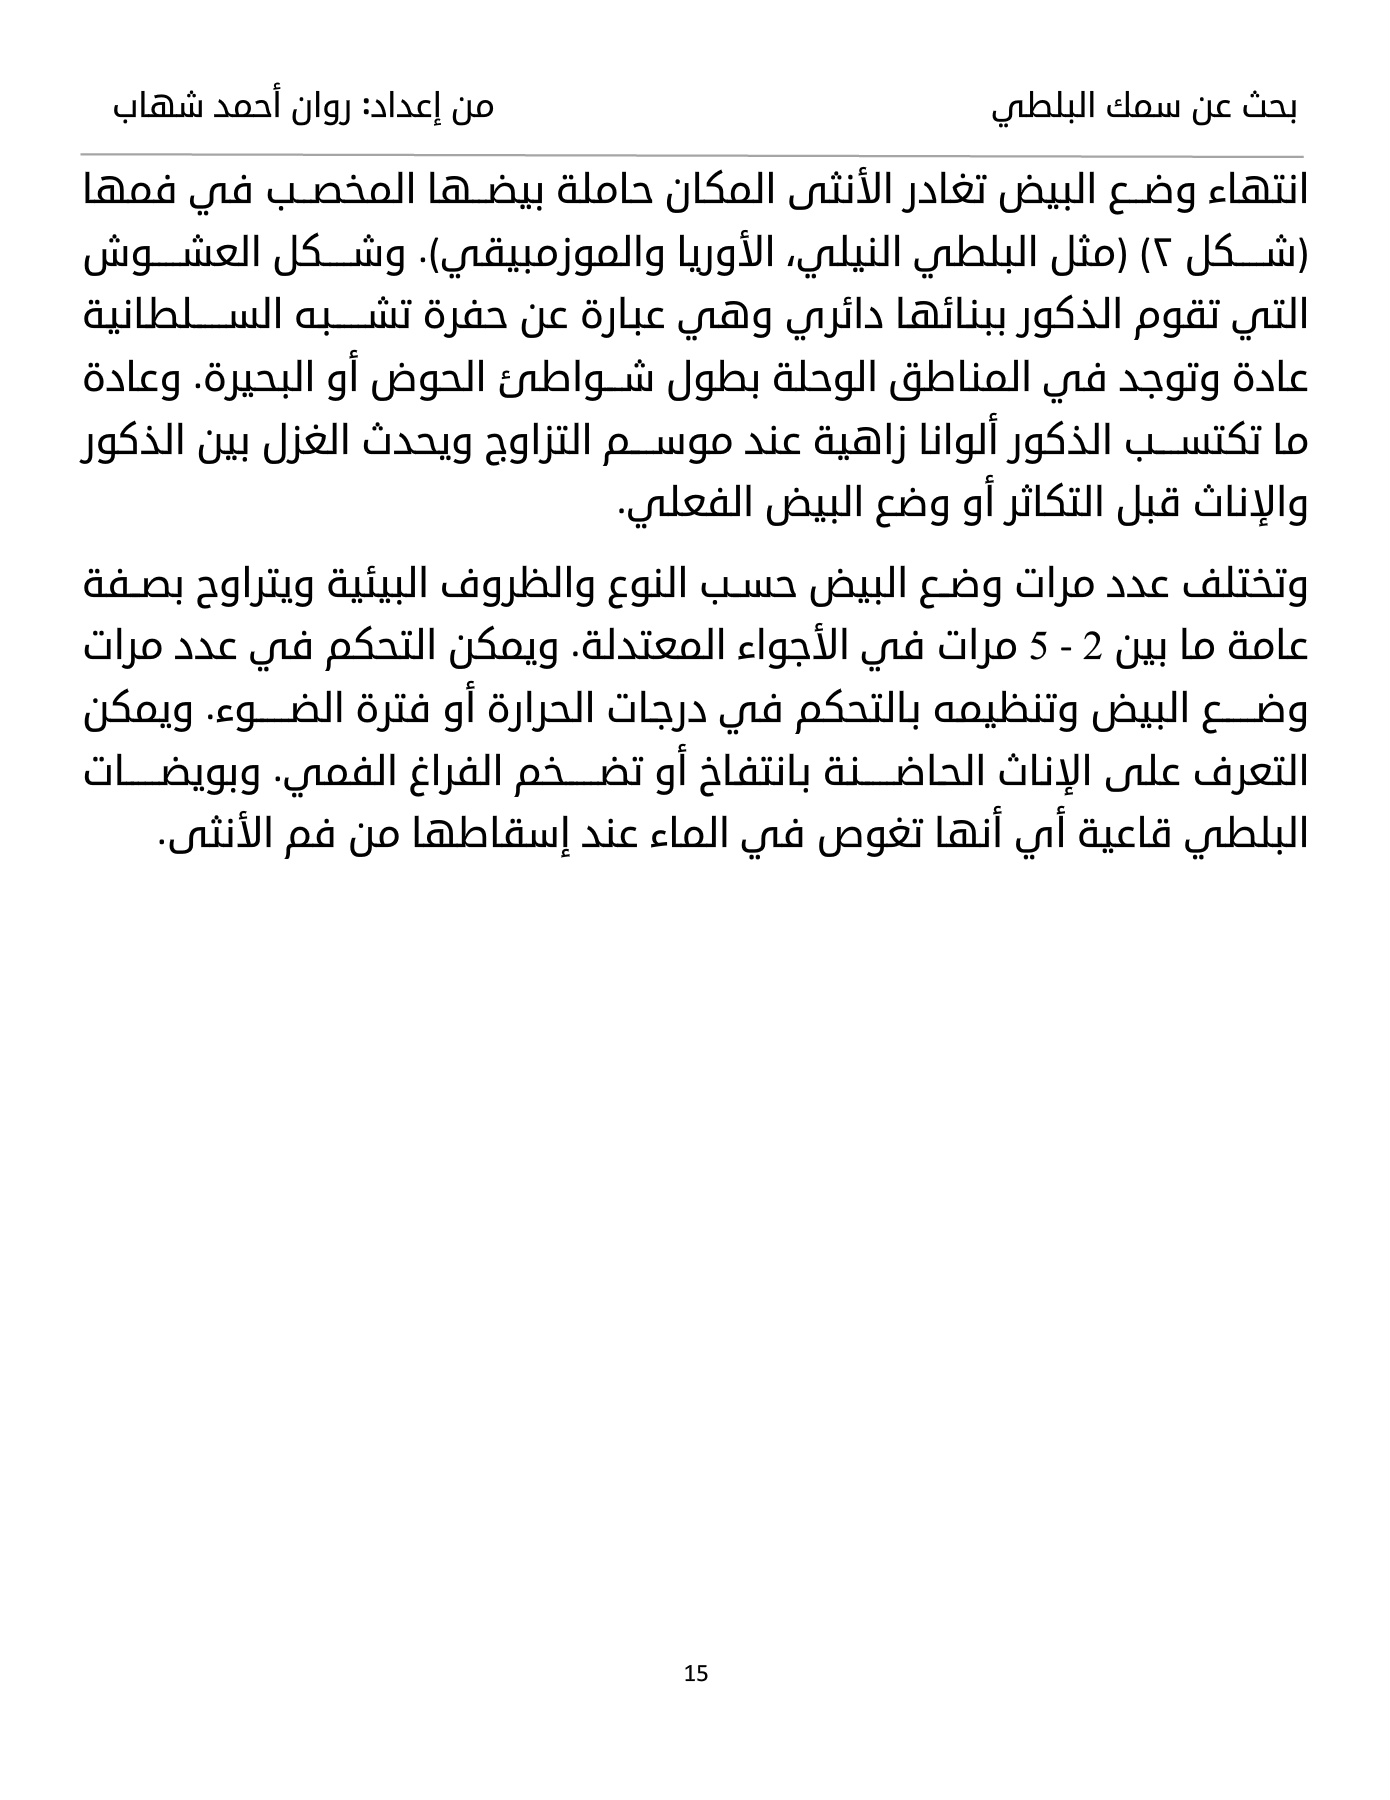 بحث عن سمك البلطي من إعداد: روان أحمد شهاب
انتهاء وضع البيض تغادر الأنثى المكان حاملة بيضها المخصب في فمها
(شكل ٢) (مثل البلطي النيلي، الأوريا والموزمبيقي). وشكل العشوش
التي تقوم الذكور ببنائها دائري وهي عبارة عن حفرة تشبه السلطانية
عادة وتوجد في المناطق الوحلة بطول شواطئ الحوض أو البحيرة. وعادة
ما تكتسب الذكور ألوانا زاهية عند موسم التزاوج ويحدث الغزل بين الذكور
والإناث قبل التكاثر أو وضع البيض الفعلي.
وتختلف عدد مرات وضع البيض حسب النوع والظروف البيئية ويتراوح بصفة
عامة ما بين 2 - 5 مرات في الأجواء المعتدلة. ويمكن التحكم في عدد مرات
وضع البيض وتنظيمه بالتحكم في درجات الحرارة أو فترة الضوء. ويمكن
التعرف على الإناث الحاضنة بانتفاخ أو تضخم الفراغ الفمي. وبويضات
البلطي قاعية أي أنها تغوص في الماء عند إسقاطها من فم الأنثى.
15